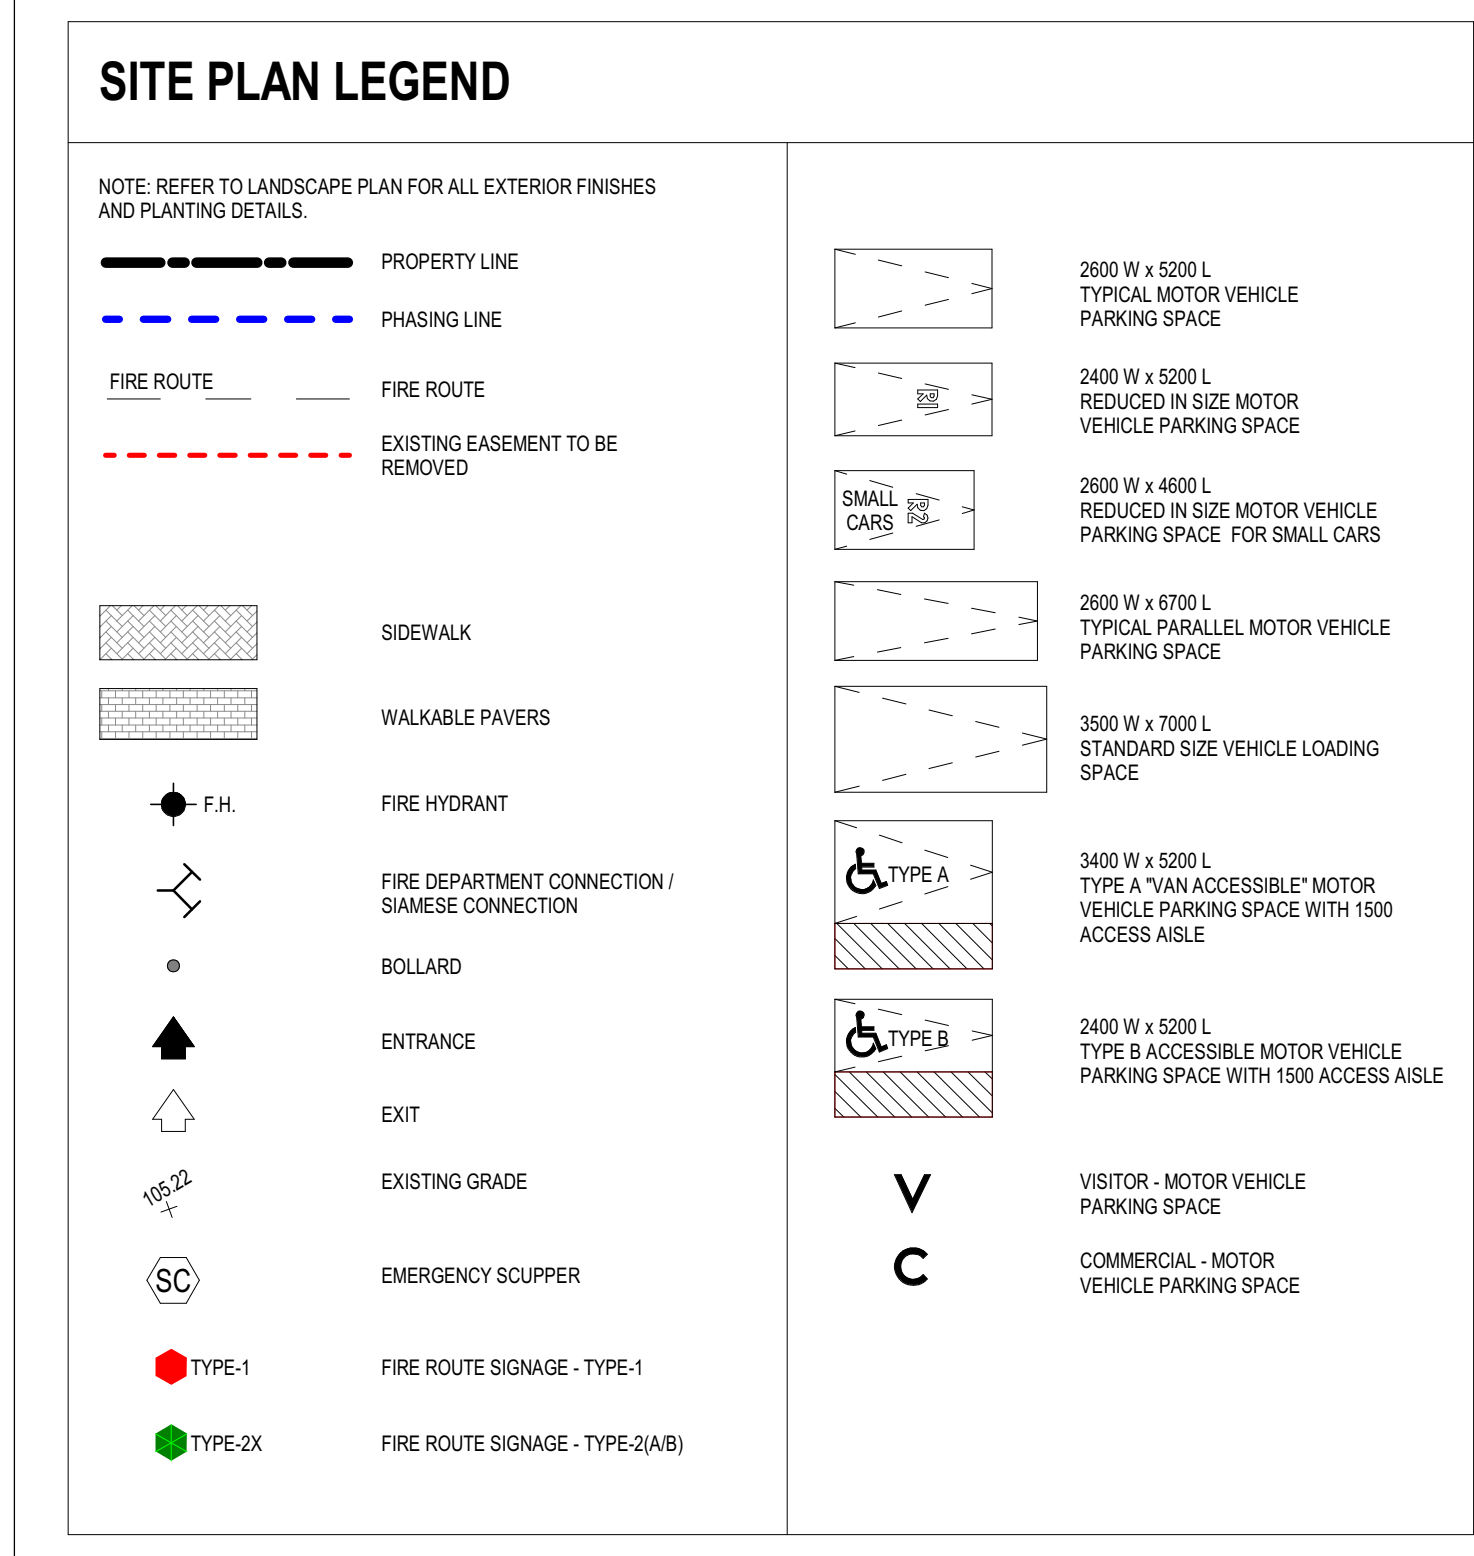 SITE PLAN LEGEND
NOTE: REFER TO LANDSCAPE PLAN FOR ALL EXTERIOR FINISHES
AND PLANTING DETAILS.
PROPERTY LINE
PHASING LINE
FIRE ROUTE
FIRE ROUTE
EXISTING EASEMENT TO BE
REMOVED
SIDEWALK
WALKABLE PAVERS
F.H.
FIRE HYDRANT
FIRE DEPARTMENT CONNECTION /
SIAMESE CONNECTION
BOLLARD
ENTRANCE
EXIT
105.22
EXISTING GRADE
SC
EMERGENCY SCUPPER
TYPE-1
FIRE ROUTE SIGNAGE - TYPE-1
TYPE-2X
FIRE ROUTE SIGNAGE - TYPE-2(A/B)
2600 W x 5200 L
TYPICAL MOTOR VEHICLE
PARKING SPACE
R1
2400 W x 5200 L
REDUCED IN SIZE MOTOR
VEHICLE PARKING SPACE
SMALL
CARS
R2
2600 W x 4600 L
REDUCED IN SIZE MOTOR VEHICLE
PARKING SPACE FOR SMALL CARS
2600 W x 6700 L
TYPICAL PARALLEL MOTOR VEHICLE
PARKING SPACE
3500 W x 7000 L
STANDARD SIZE VEHICLE LOADING
SPACE
TYPE A
3400 W x 5200 L
TYPE A "VAN ACCESSIBLE" MOTOR
VEHICLE PARKING SPACE WITH 1500
ACCESS AISLE
TYPE B
2400 W x 5200 L
TYPE B ACCESSIBLE MOTOR VEHICLE
PARKING SPACE WITH 1500 ACCESS AISLE
V
VISITOR - MOTOR VEHICLE
PARKING SPACE
C
COMMERCIAL - MOTOR
VEHICLE PARKING SPACE